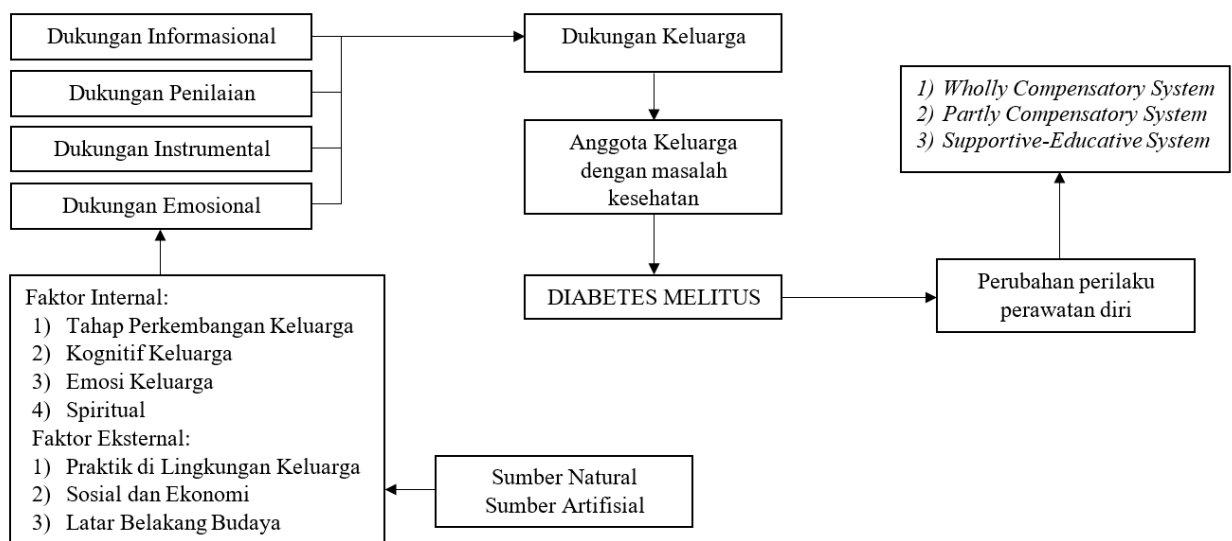 Dukungan Informasional
Dukungan Penilaian
Dukungan Instrumental
Dukungan Emosional
Faktor Internal:
1) Tahap Perkembangan Keluarga
2) Kognitif Keluarga
3) Emosi Keluarga
4) Spiritual
Faktor Eksternal:
1) Praktik di Lingkungan Keluarga
2) Sosial dan Ekonomi
3) Latar Belakang Budaya
Sumber Natural
Sumber Artifisial
Dukungan Keluarga
Anggota Keluarga
dengan masalah
kesehatan
DIABETES MELITUS
Perubahan perilaku
perawatan diri
1) Wholly Compensatory System
2) Partly Compensatory System
3) Supportive-Educative System